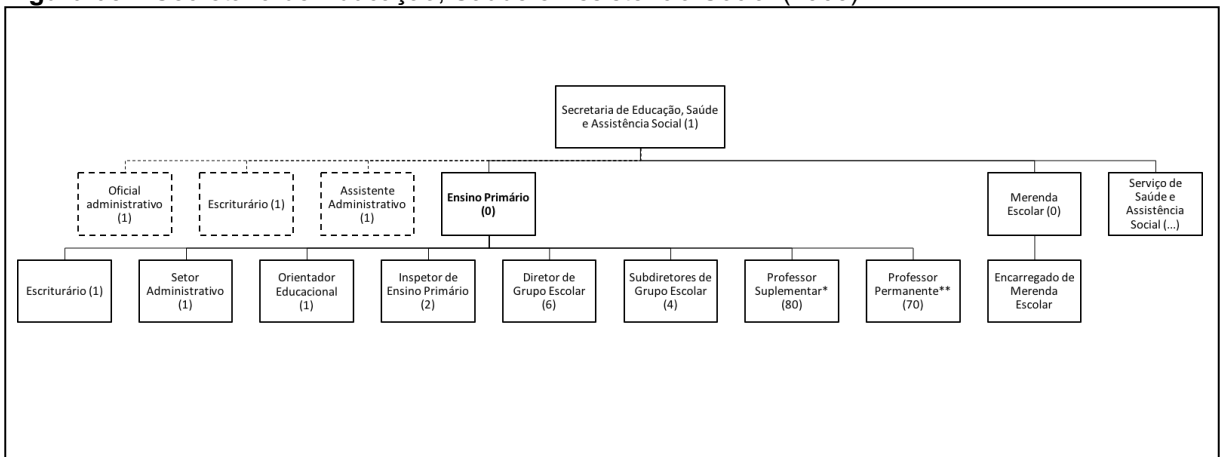 Secretaria de Educação, Saúde
e Assistência Social (1)
Oficial
administrativo
(1)
Escriturário (1)
Assistente
Administrativo
(1)
Ensino Primário
(0)
Merenda
Escolar (0)
Serviço de
Saúde e
Assistência
Social (...)
Escriturário (1)
Setor
Administrativo
(1)
Orientador
Educacional
(1)
Inspetor de
Ensino Primário
(2)
Diretor de
Grupo Escolar
(6)
Subdiretores de
Grupo Escolar
(4)
Professor
Suplementar*
(80)
Professor
Permanente**
(70)
Encarregado de
Merenda
Escolar